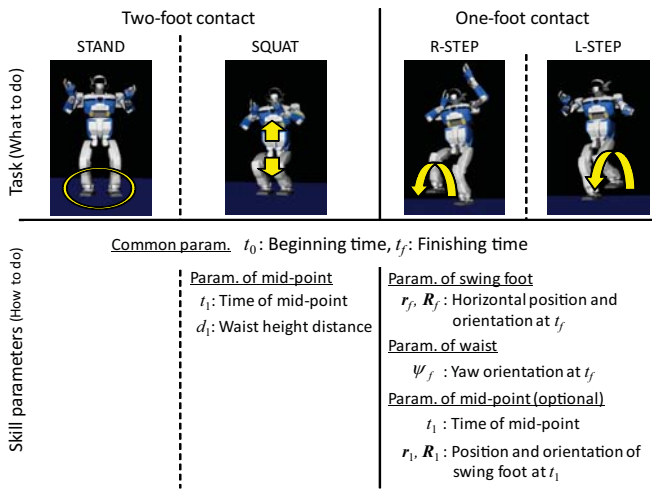 Two-foot contact
One-foot contact
STAND
SQUAT
R-STEP
L-STEP
Task (What to do)
Skill parameters (How to do)
Common param. t0 : Beginning time, tf : Finishing time
Param. of mid-point
t1 : Time of mid-point
d1 : Waist height distance
Param. of swing foot
rf, Rf : Horizontal position and
orientation at tf
Param. of waist
ψf : Yaw orientation at tf
Param. of mid-point (optional)
t1 : Time of mid-point
r1, R1 : Position and orientation of
swing foot at t1